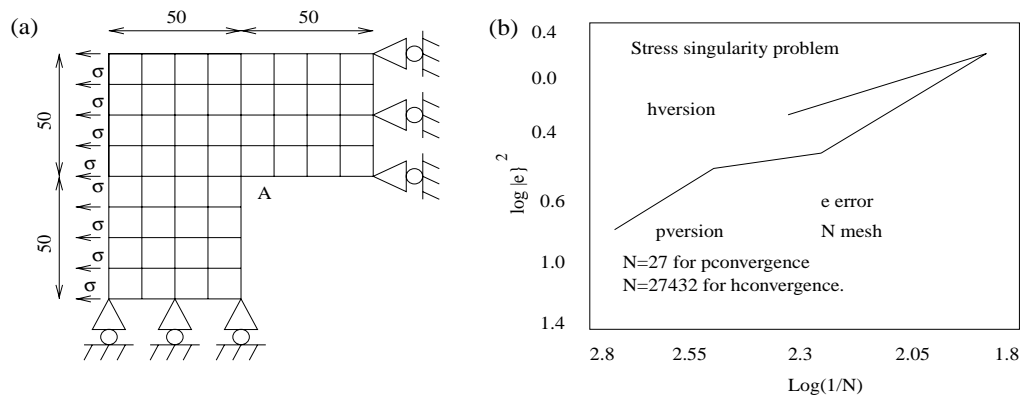 (a)
50
50
50
50
σ
σ
σ
σ
σ
σ
σ
σ
A
(b)
0.4
0.0
0.4
0.6
1.0
1.4
log |e}²
Stress singularity problem
hversion
e error
pversion
N mesh
N=27 for pconvergence
N=27432 for hconvergence.
2.8
2.55
2.3
2.05
1.8
Log(1/N)